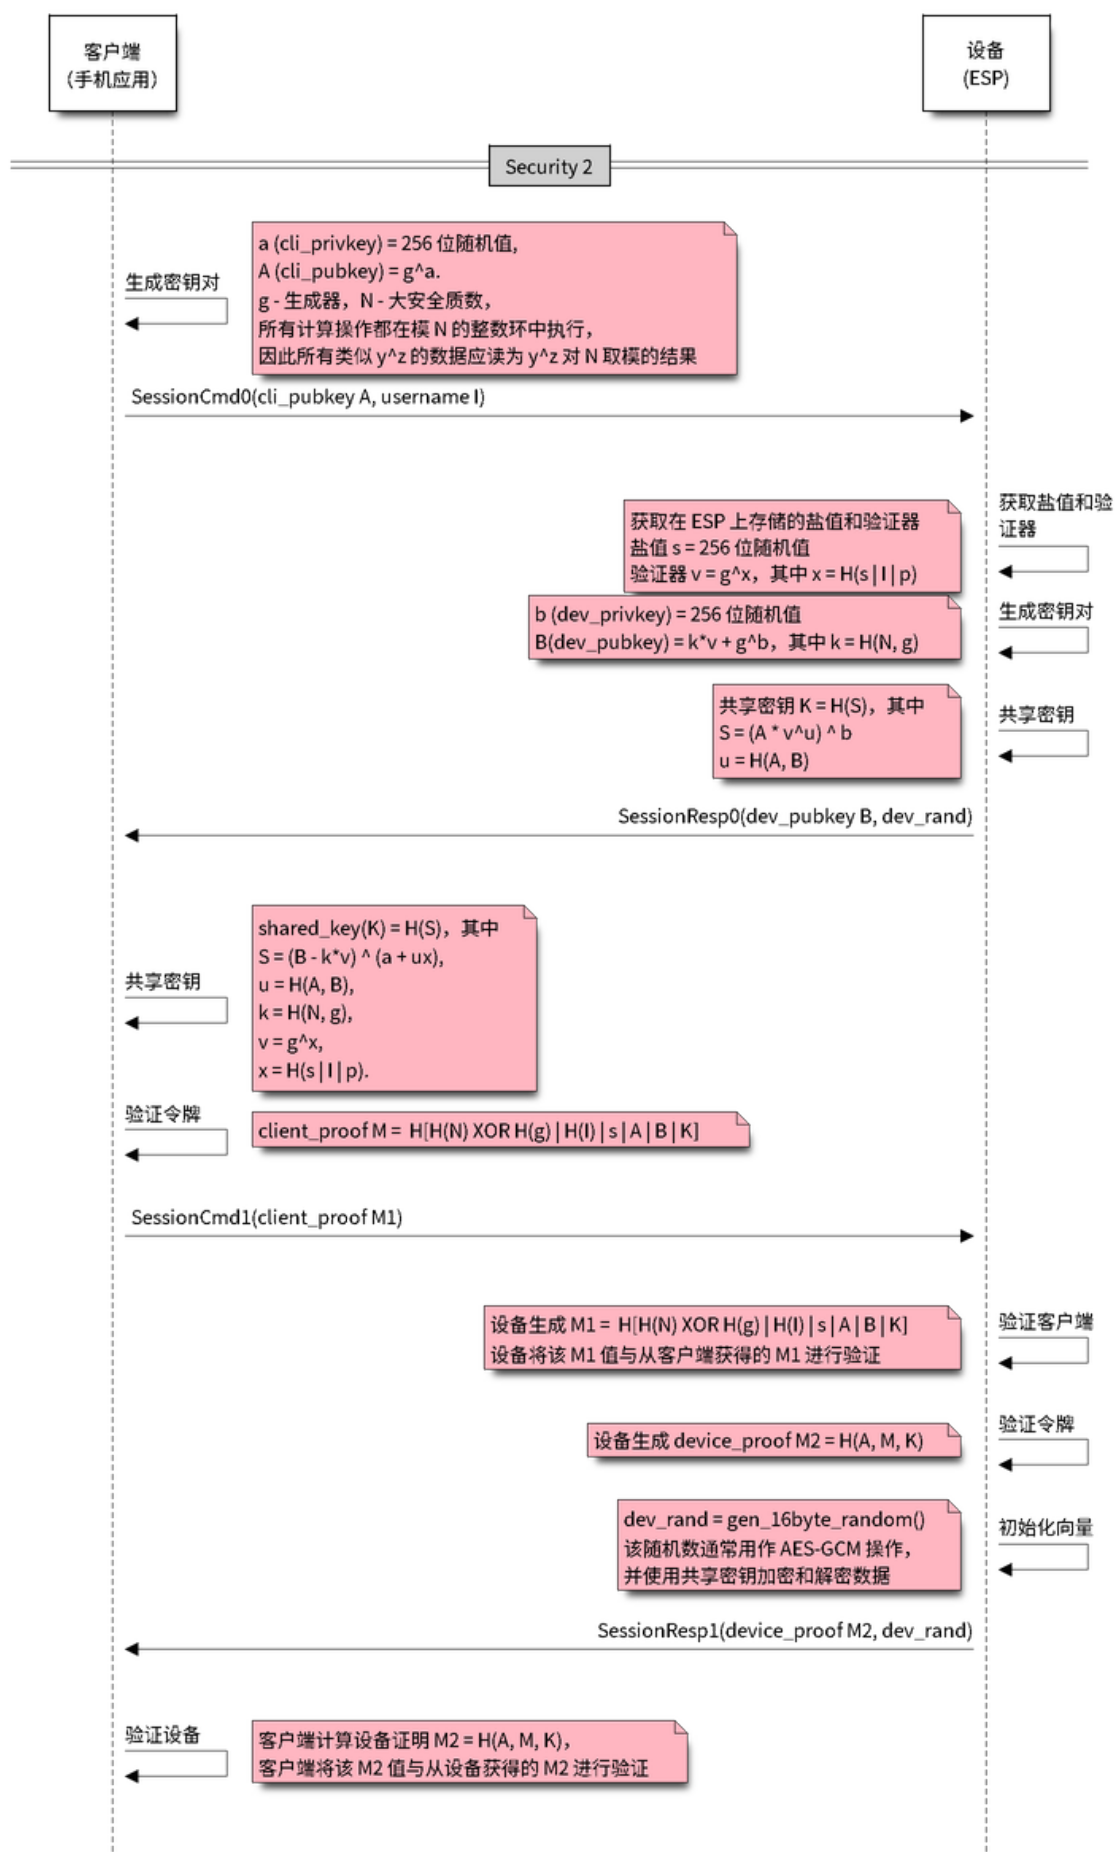 客户端
（手机应用）
设备
(ESP)
Security 2
生成密钥对
a (cli_privkey) = 256 位随机值,
A (cli_pubkey) = g^a.
g - 生成器，N - 大安全质数，
所有计算操作都在模 N 的整数环中执行，
因此所有类似 y^z 的数据应读为 y^z 对 N 取模的结果
SessionCmd0(cli_pubkey A, username I)
获取盐值和验
证器
获取在 ESP 上存储的盐值和验证器
盐值 s = 256 位随机值
验证器 v = g^x，其中 x = H(s | I | p)
生成密钥对
b (dev_privkey) = 256 位随机值
B(dev_pubkey) = k*v + g^b，其中 k = H(N, g)
共享密钥
共享密钥 K = H(S)，其中
S = (A * v^u) ^ b
u = H(A, B)
SessionResp0(dev_pubkey B, dev_rand)
共享密钥
shared_key(K) = H(S)，其中
S = (B - k*v) ^ (a + ux),
u = H(A, B),
k = H(N, g),
v = g^x,
x = H(s | I | p).
验证令牌
client_proof M = H[H(N) XOR H(g) | H(I) | s | A | B | K]
SessionCmd1(client_proof M1)
验证客户端
设备生成 M1 = H[H(N) XOR H(g) | H(I) | s | A | B | K]
设备将该 M1 值与从客户端获得的 M1 进行验证
验证令牌
设备生成 device_proof M2 = H(A, M, K)
初始化向量
dev_rand = gen_16byte_random()
该随机数通常用作 AES-GCM 操作，
并使用共享密钥加密和解密数据
SessionResp1(device_proof M2, dev_rand)
验证设备
客户端计算设备证明 M2 = H(A, M, K)，
客户端将该 M2 值与从设备获得的 M2 进行验证